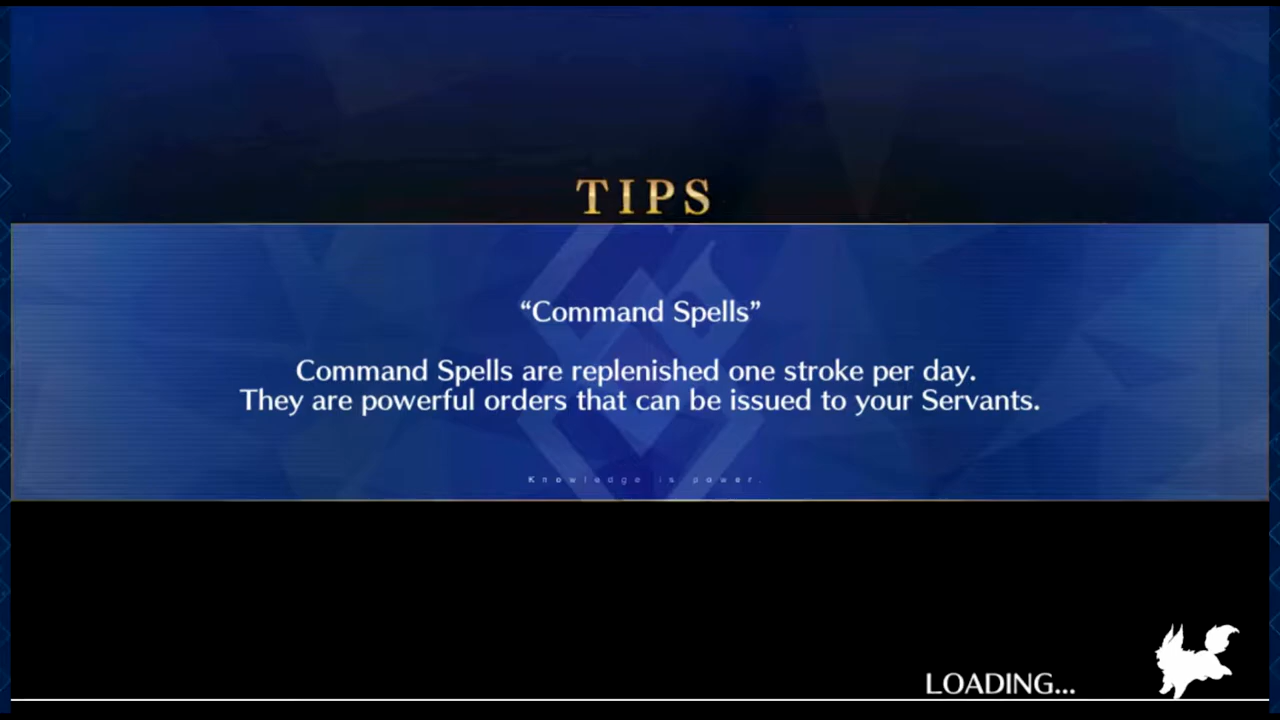 TIPS
“Command Spells”
Command Spells are replenished one stroke per day.
They are powerful orders that can be issued to your Servants.
Knowledge is power.
LOADING...